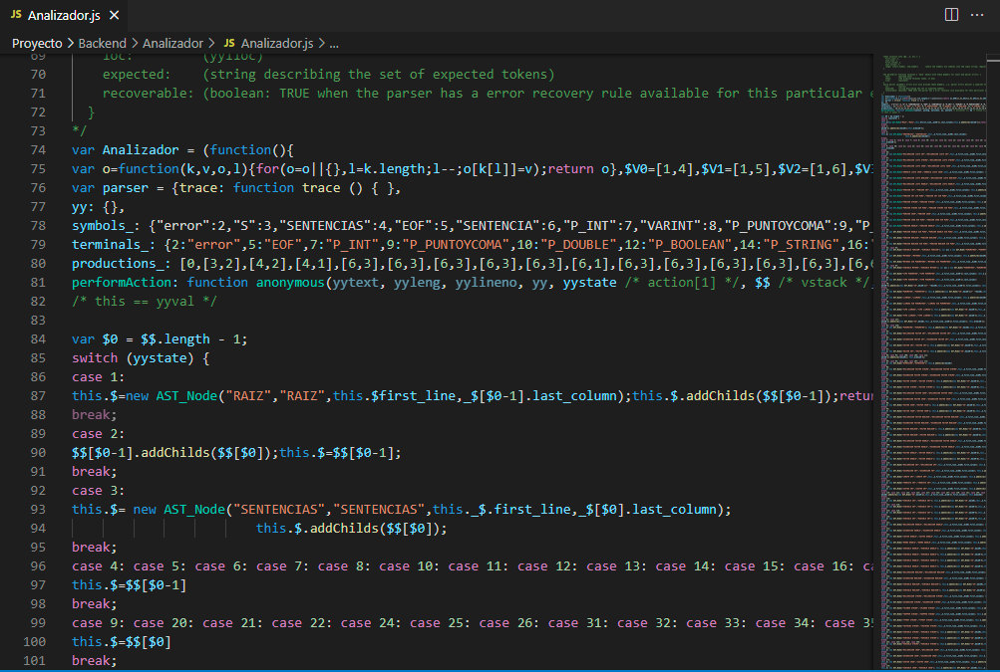 JS Analizador.js ×
Proyecto > Backend > Analizador > JS Analizador.js > ...
69 loc: (yylloc)
70 expected: (string describing the set of expected tokens)
71 recoverable: (boolean: TRUE when the parser has a error recovery rule available for this particular e
72 }
73 */
74 var Analizador = (function(){
75 var o=function(k,v,o,l){for(o=o||{},l=k.length;l--;o[k[l]]=v);return o},$V0=[1,4],$V1=[1,5],$V2=[1,6],$V3
76 var parser = {trace: function trace () { },
77 yy: {},
78 symbols_: {"error":2,"S":3,"SENTENCIAS":4,"EOF":5,"SENTENCIA":6,"P_INT":7,"VARINT":8,"P_PUNTOYCOMA":9,"P_
79 terminals_: {2:"error",5:"EOF",7:"P_INT",9:"P_PUNTOYCOMA",10:"P_DOUBLE",12:"P_BOOLEAN",14:"P_STRING",16:"
80 productions_: [0,[3,2],[4,2],[4,1],[6,3],[6,3],[6,3],[6,3],[6,3],[6,1],[6,3],[6,3],[6,3],[6,3],[6,3],[6,6
81 performAction: function anonymous(yytext, yyleng, yylineno, yy, yystate /* action[1] */, $$ /* vstack */,
82 /* this == yyval */
83
84 var $0 = $$.length - 1;
85 switch (yystate) {
86 case 1:
87 this.$=new AST_Node("RAIZ","RAIZ",this.$first_line,_$[$0-1].last_column);this.$.addChilds($$[$0-1]);retur
88 break;
89 case 2:
90 $$[$0-1].addChilds($$[$0]);this.$=$$[$0-1];
91 break;
92 case 3:
93 this.$= new AST_Node("SENTENCIAS","SENTENCIAS",this._$.first_line,_$[$0].last_column);
94 this.$.addChilds($$[$0]);
95 break;
96 case 4: case 5: case 6: case 7: case 8: case 10: case 11: case 12: case 13: case 14: case 15: case 16: ca
97 this.$=$$[$0-1]
98 break;
99 case 9: case 20: case 21: case 22: case 24: case 25: case 26: case 31: case 32: case 33: case 34: case 35
100 this.$=$$[$0]
101 break;